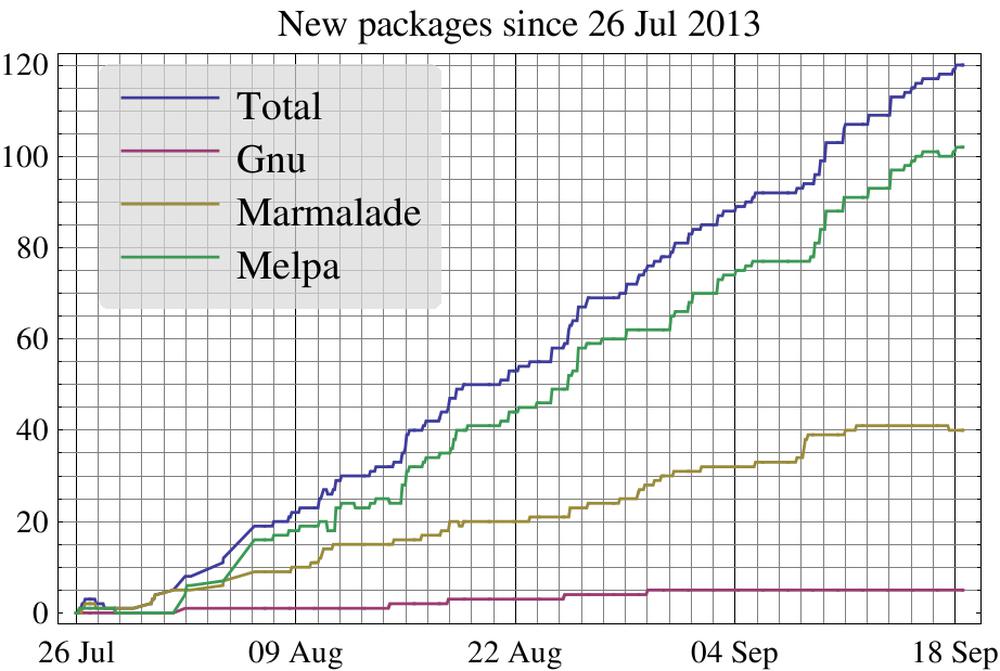 New packages since 26 Jul 2013
120
100
80
60
40
20
0
Total
Gnu
Marmalade
Melpa
26 Jul
09 Aug
22 Aug
04 Sep
18 Sep